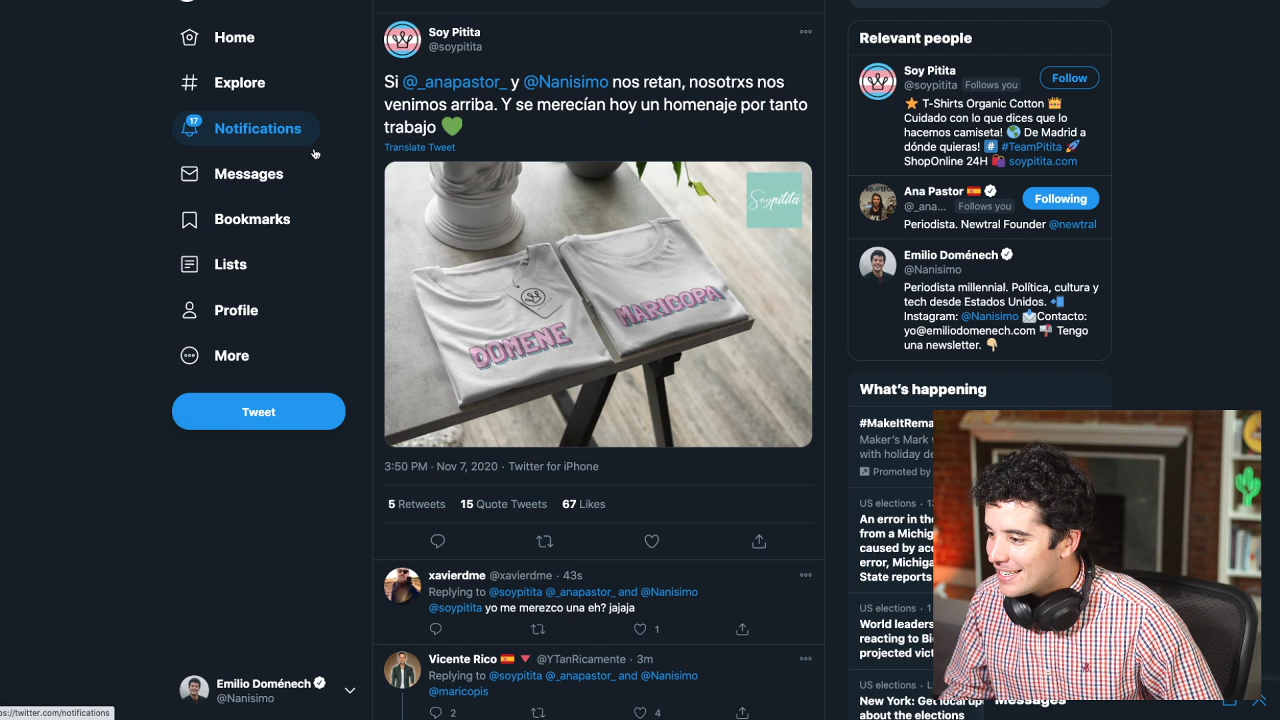 Home
Explore
17
Notifications
Messages
Bookmarks
Lists
Profile
More
Tweet
Emilio Doménech
@Nanisimo
ps://twitter.com/notifications
Soy Pitita
@soypitita
Si @_anapastor_ y @Nanisimo nos retan, nosotrxs nos
venimos arriba. Y se merecían hoy un homenaje por tanto
trabajo 💚
Translate Tweet
Soypitita
DOMENE
MARICOPA
3:50 PM · Nov 7, 2020 · Twitter for iPhone
5 Retweets 15 Quote Tweets 67 Likes
xavierdme @xavierdme · 43s
Replying to @soypitita @_anapastor_ and @Nanisimo
@soypitita yo me merezco una eh? jajaja
1
Vicente Rico 🇪🇸 🔻 @YTanRicamente · 3m
Replying to @soypitita @_anapastor_ and @Nanisimo
@maricopis
2 4
Relevant people
Soy Pitita
@soypitita Follows you
Follow
⭐ T-Shirts Organic Cotton 👑
Cuidado con lo que dices que lo
hacemos camiseta! 🌎 De Madrid a
dónde quieras! #️⃣ #TeamPitita 🚀
ShopOnline 24H 🛍 soypitita.com
Ana Pastor 🇪🇸
@_ana... Follows you
Following
Periodista. Newtral Founder @newtral
Emilio Doménech
@Nanisimo
Periodista millennial. Política, cultura y
tech desde Estados Unidos. 📲
Instagram: @Nanisimo 📩Contacto:
yo@emiliodomenech.com 📬 Tengo
una newsletter. 👇🏼
What's happening
#MakeItRema
Maker's Mark
with holiday de
Promoted by
US elections · 1
An error in the
from a Michig
caused by acc
error, Michiga
State reports
US elections · 1
World leaders
reacting to Bi
projected vict
US elections · L
New York: Get local up
about the elections
Messages